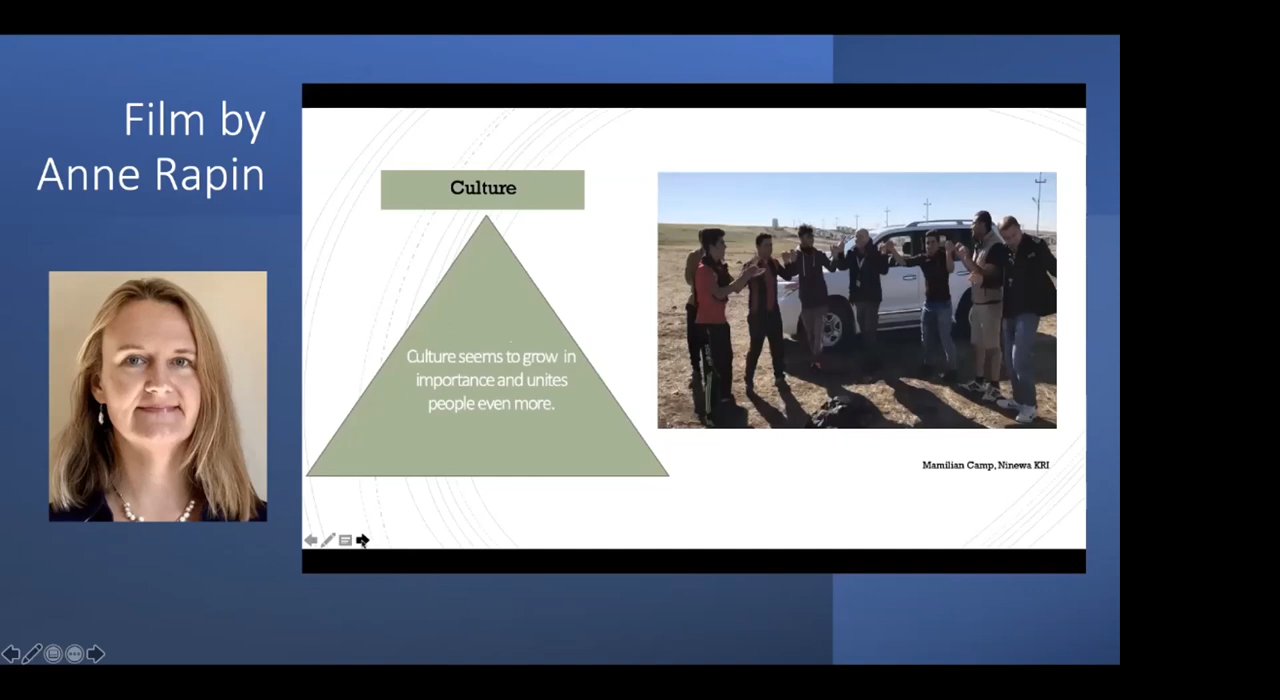 Film by
Anne Rapin
Culture
Culture seems to grow in
importance and unites
people even more.
Mamilian Camp, Ninewa KRI